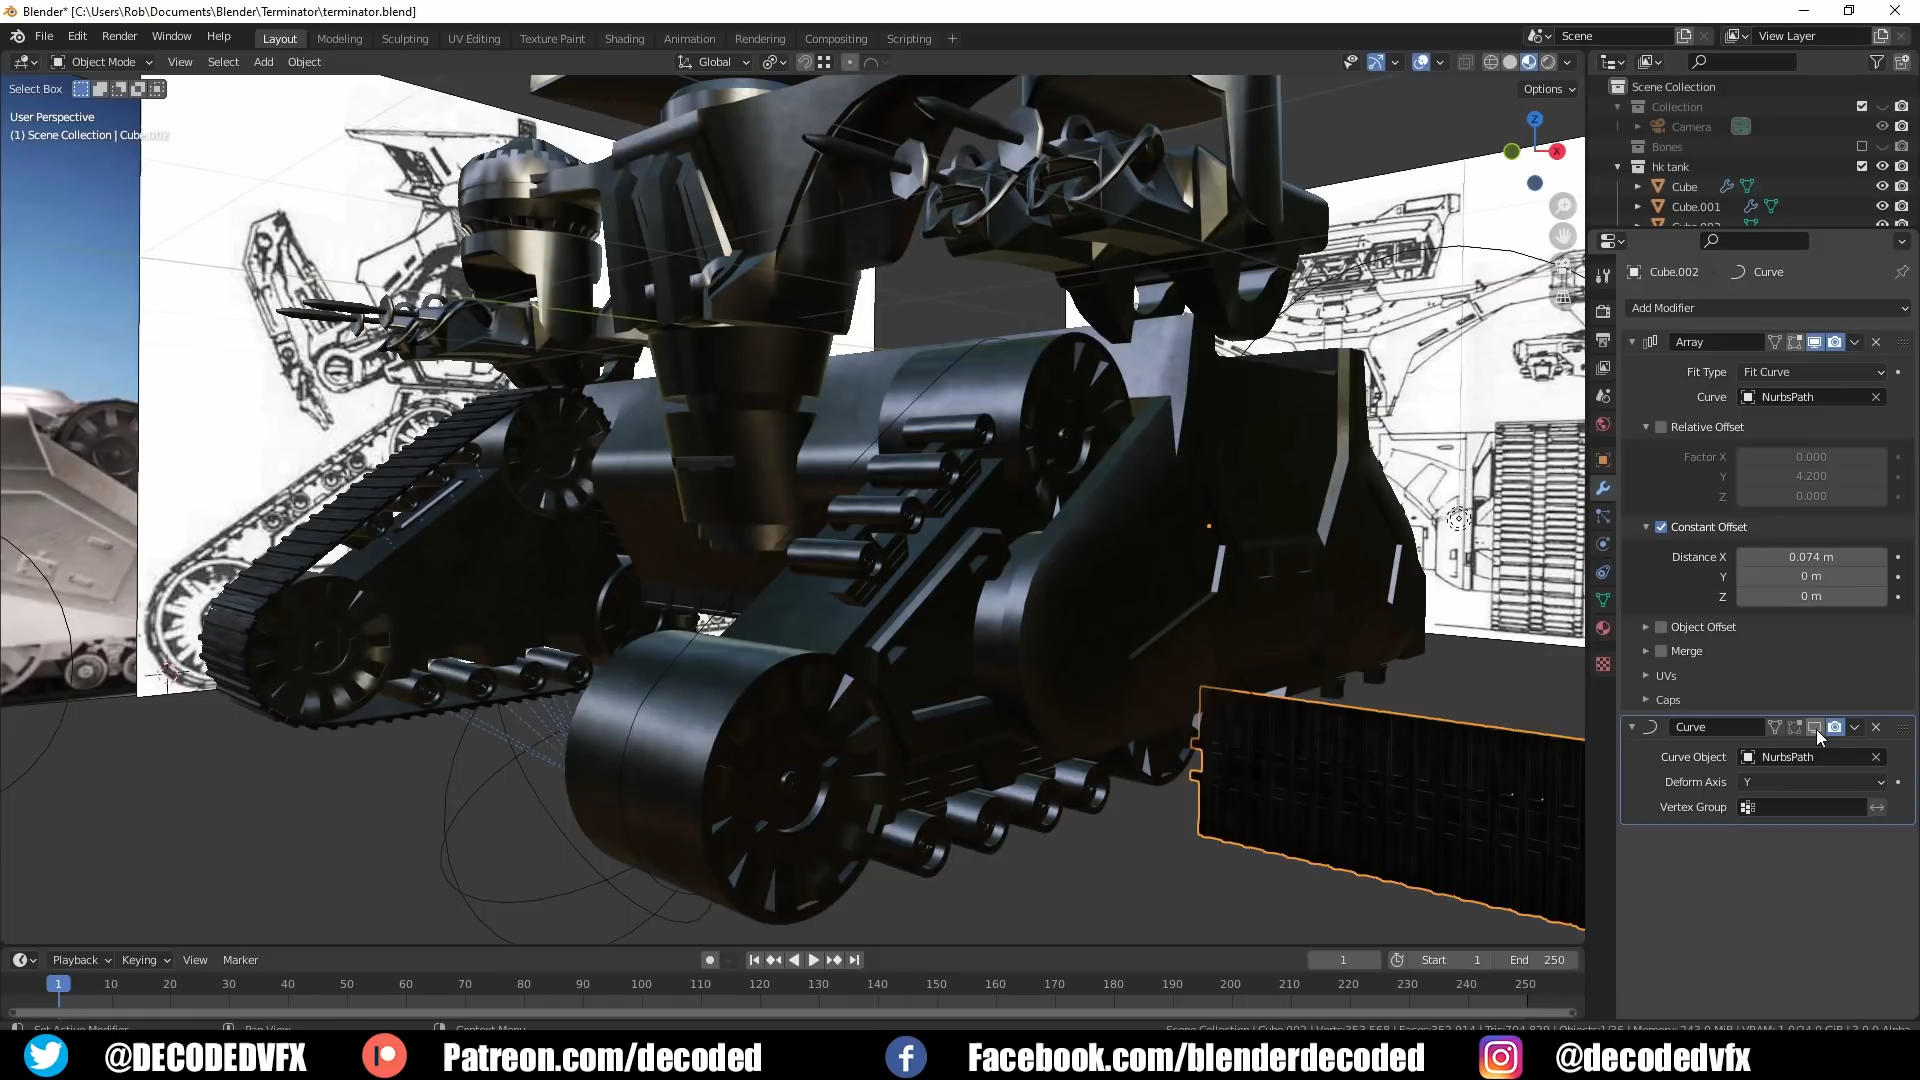 Blender* [C:\Users\Rob\Documents\Blender\Terminator\terminator.blend]
File Edit Render Window Help Layout Modeling Sculpting UV Editing Texture Paint Shading Animation Rendering Compositing Scripting + Scene View Layer
Object Mode View Select Add Object Global
Select Box Options
User Perspective
(1) Scene Collection | Cube.002
Z
X
Scene Collection
Collection
Camera
Bones
hk tank
Cube
Cube.001
Cube.002 Curve
Add Modifier
Array
Fit Type Fit Curve
Curve NurbsPath
Relative Offset
Factor X 0.000
Y 4.200
Z 0.000
Constant Offset
Distance X 0.074 m
Y 0 m
Z 0 m
Object Offset
Merge
UVs
Caps
Curve
Curve Object NurbsPath
Deform Axis Y
Vertex Group
Playback Keying View Marker 1 Start 1 End 250
1 10 20 30 40 50 60 70 80 90 100 110 120 130 140 150 160 170 180 190 200 210 220 230 240 250
Set Active Modifier Pan View Context Menu
@DECODEDVFX Patreon.com/decoded Facebook.com/blenderdecoded @decodedvfx